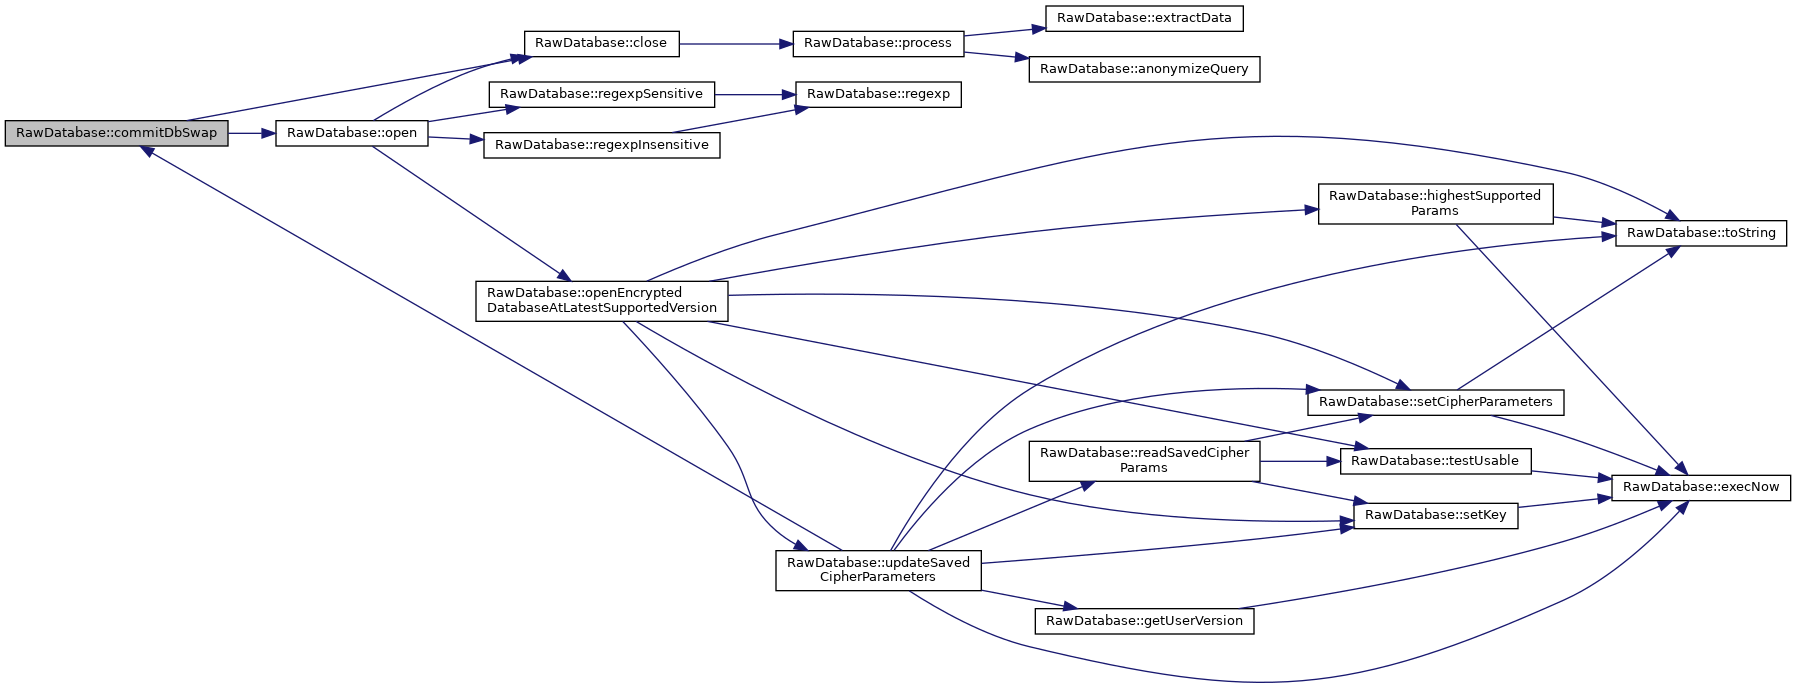 RawDatabase::commitDbSwap
RawDatabase::open
RawDatabase::close
RawDatabase::regexpSensitive
RawDatabase::regexpInsensitive
RawDatabase::openEncrypted
DatabaseAtLatestSupportedVersion
RawDatabase::process
RawDatabase::regexp
RawDatabase::updateSaved
CipherParameters
RawDatabase::extractData
RawDatabase::anonymizeQuery
RawDatabase::readSavedCipher
Params
RawDatabase::getUserVersion
RawDatabase::highestSupported
Params
RawDatabase::setCipherParameters
RawDatabase::testUsable
RawDatabase::setKey
RawDatabase::toString
RawDatabase::execNow